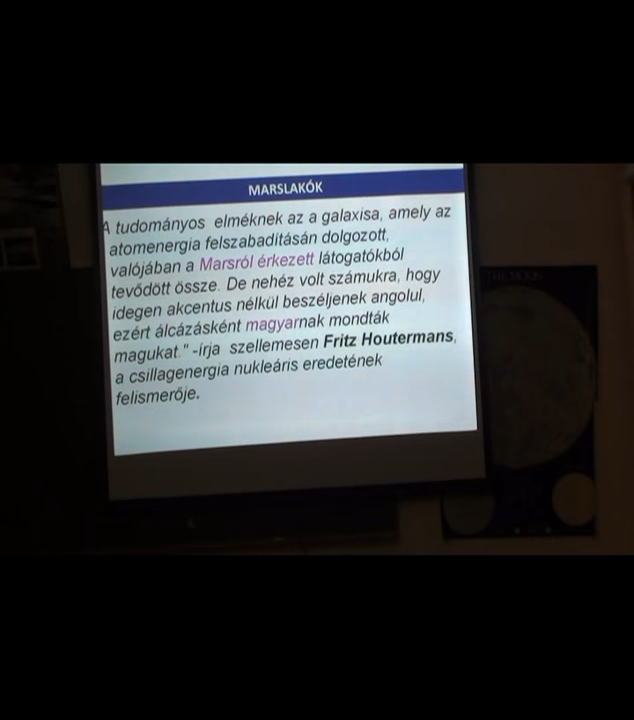 MARSLAKÓK
A tudományos elméknek az a galaxisa, amely az
atomenergia felszabadításán dolgozott,
valójában a Marsról érkezett látogatókból
tevődött össze. De nehéz volt számukra, hogy
idegen akcentus nélkül beszéljenek angolul,
ezért álcázásként magyarnak mondták
magukat." -írja szellemesen Fritz Houtermans,
a csillagenergia nukleáris eredetének
felismerője.
THE MOON